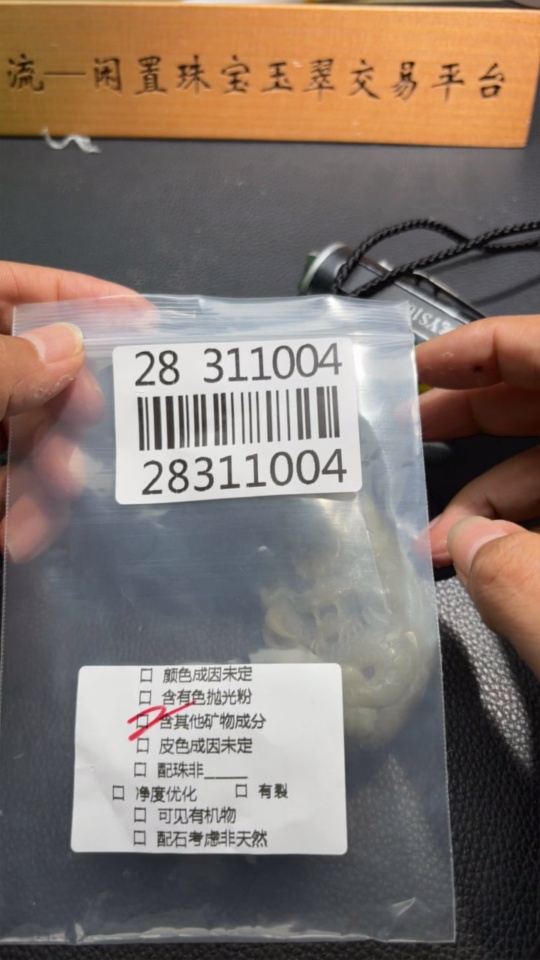 流一闲置珠宝玉翠交易平台
28 311004
28311004
□ 颜色成因未定
□ 含有色抛光粉
□ 含其他矿物成分
□ 皮色成因未定
□ 配珠非_____
□ 净度优化 □ 有裂
□ 可见有机物
□ 配石考虑非天然